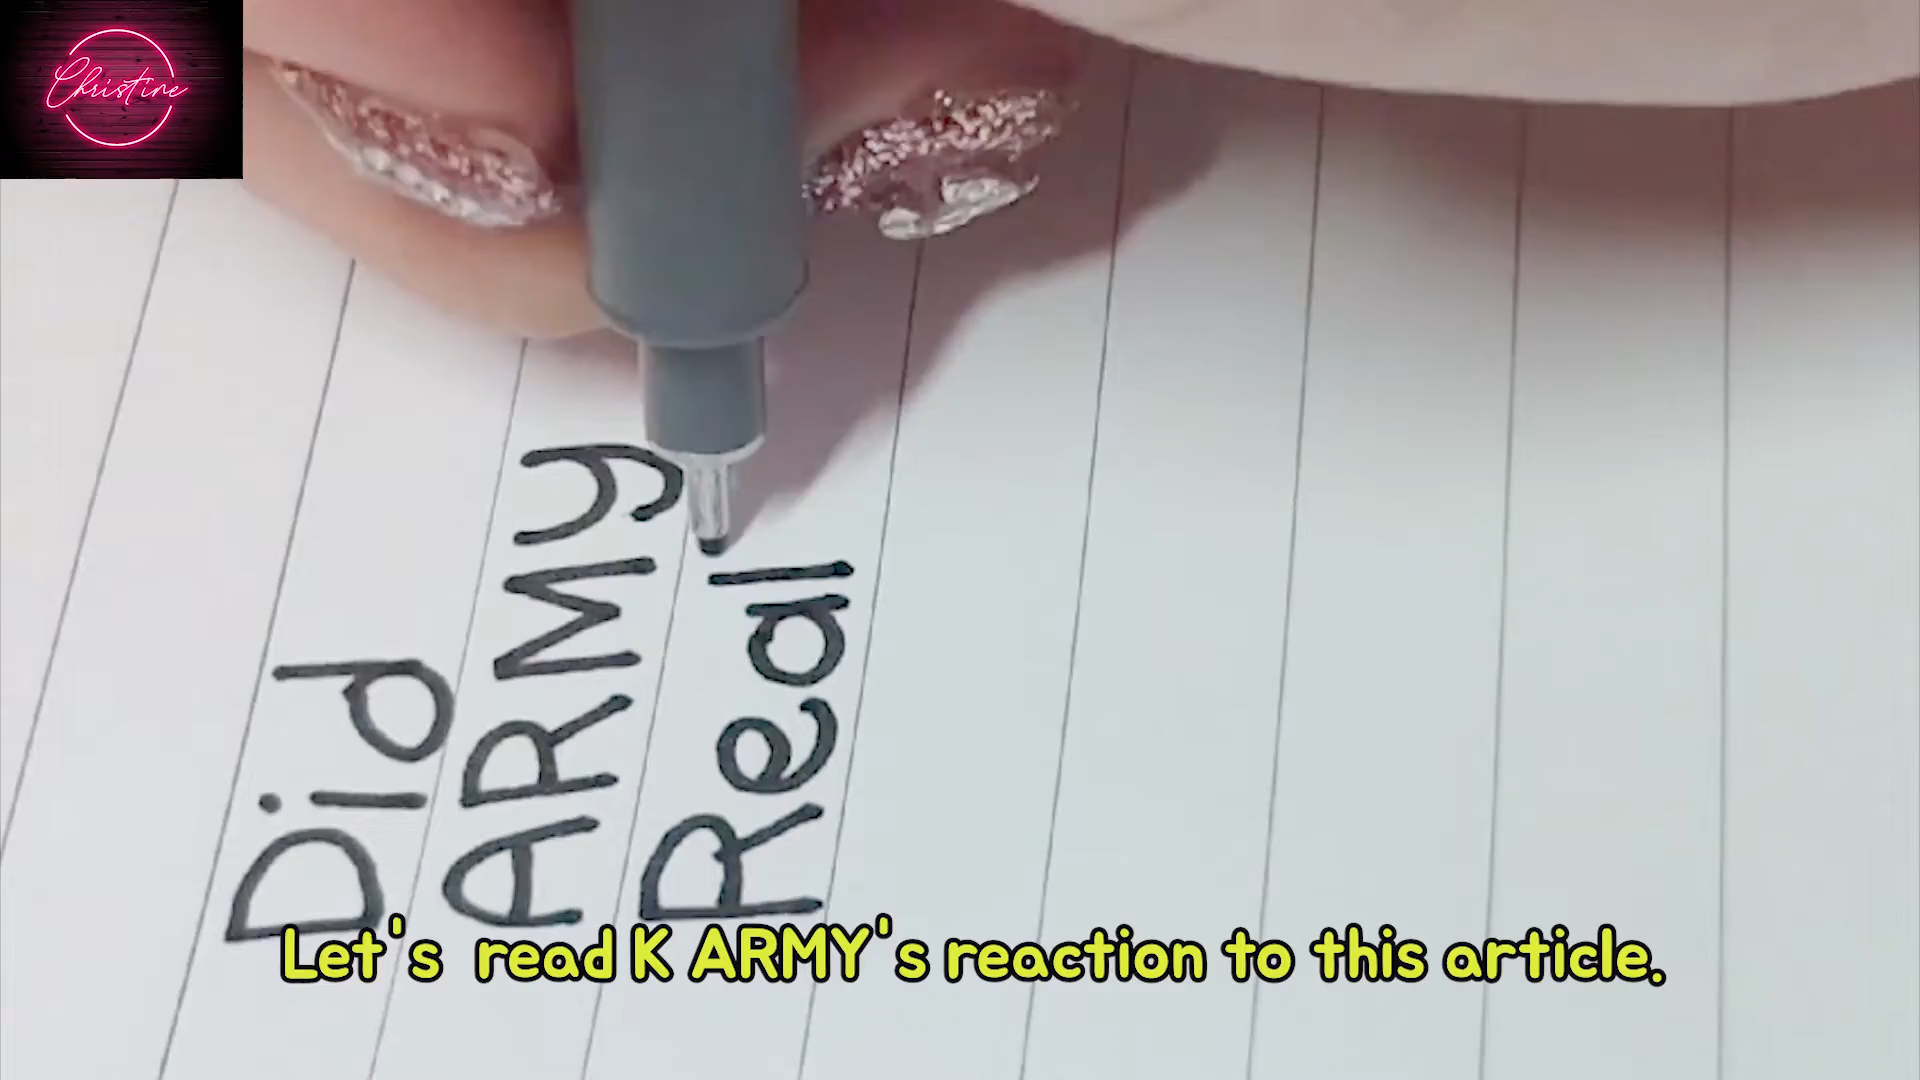 Christine
Did
ARMY
Real
Let's read K ARMY's reaction to this article.